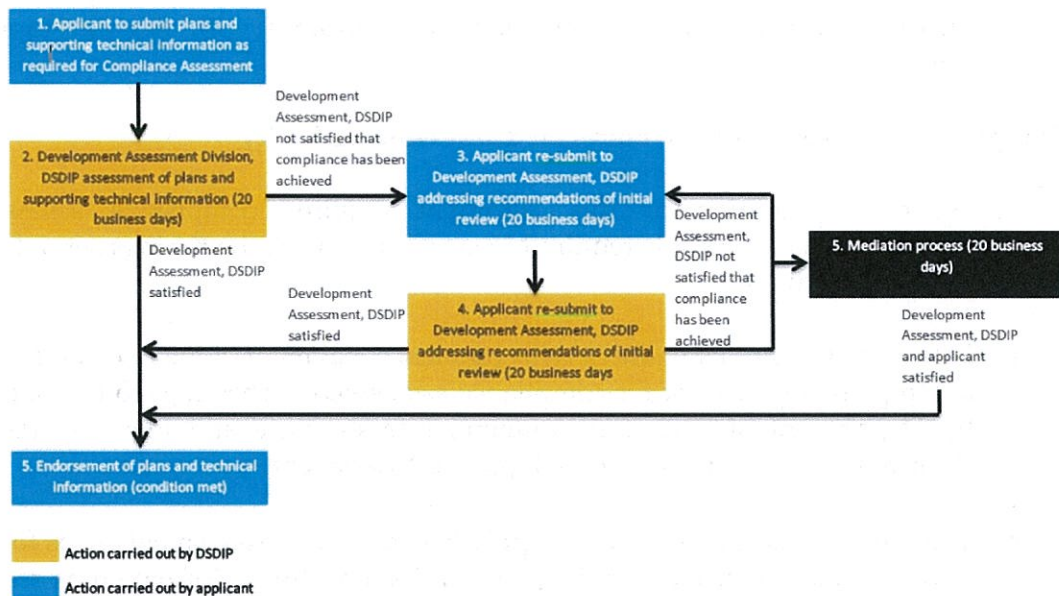 1. Applicant to submit plans and
supporting technical information as
required for Compliance Assessment
Development
Assessment, DSDIP
not satisfied that
compliance has been
achieved
2. Development Assessment Division,
DSDIP assessment of plans and
supporting technical information (20
business days)
3. Applicant re-submit to
Development Assessment, DSDIP
addressing recommendations of initial
review (20 business days)
Development
Assessment,
DSDIP not
satisfied that
compliance
has been
achieved
5. Mediation process (20 business
days)
Development
Assessment, DSDIP
satisfied
Development
Assessment, DSDIP
satisfied
4. Applicant re-submit to
Development Assessment, DSDIP
addressing recommendations of initial
review (20 business days
Development
Assessment, DSDIP
and applicant
satisfied
5. Endorsement of plans and technical
information (condition met)
Action carried out by DSDIP
Action carried out by applicant